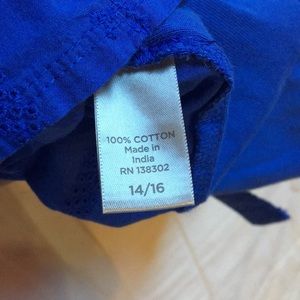 100% COTTON
Made in
India
RN 138302
14/16